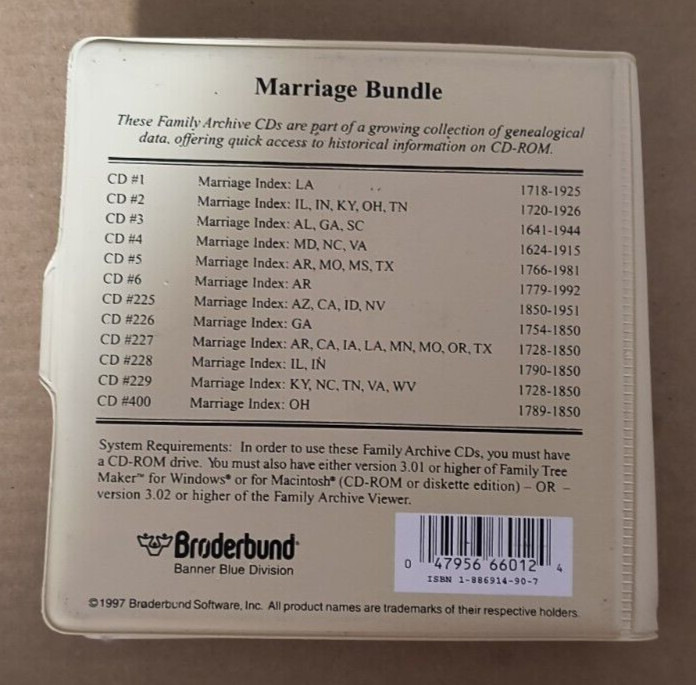 Marriage Bundle
These Family Archive CDs are part of a growing collection of genealogical
data, offering quick access to historical information on CD-ROM.
CD #1 Marriage Index: LA 1718-1925
CD #2 Marriage Index: IL, IN, KY, OH, TN 1720-1926
CD #3 Marriage Index: AL, GA, SC 1641-1944
CD #4 Marriage Index: MD, NC, VA 1624-1915
CD #5 Marriage Index: AR, MO, MS, TX 1766-1981
CD #6 Marriage Index: AR 1779-1992
CD #225 Marriage Index: AZ, CA, ID, NV 1850-1951
CD #226 Marriage Index: GA 1754-1850
CD #227 Marriage Index: AR, CA, IA, LA, MN, MO, OR, TX 1728-1850
CD #228 Marriage Index: IL, IN 1790-1850
CD #229 Marriage Index: KY, NC, TN, VA, WV 1728-1850
CD #400 Marriage Index: OH 1789-1850
System Requirements: In order to use these Family Archive CDs, you must have
a CD-ROM drive. You must also have either version 3.01 or higher of Family Tree
Maker™ for Windows® or for Macintosh® (CD-ROM or diskette edition) – OR –
version 3.02 or higher of the Family Archive Viewer.
Brøderbund®
Banner Blue Division
0 47956 66012 4
ISBN 1-886914-90-7
©1997 Brøderbund Software, Inc. All product names are trademarks of their respective holders.